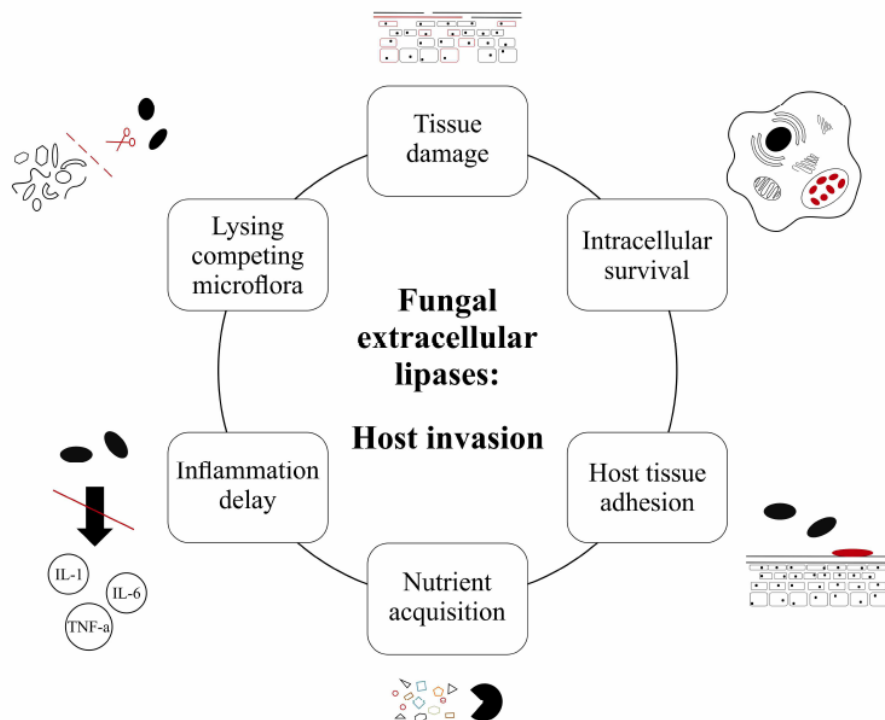 Tissue
damage
Lysing
competing
microflora
Intracellular
survival
Fungal
extracellular
lipases:
Host invasion
Inflammation
delay
Host tissue
adhesion
Nutrient
acquisition
IL-1
IL-6
TNF-a